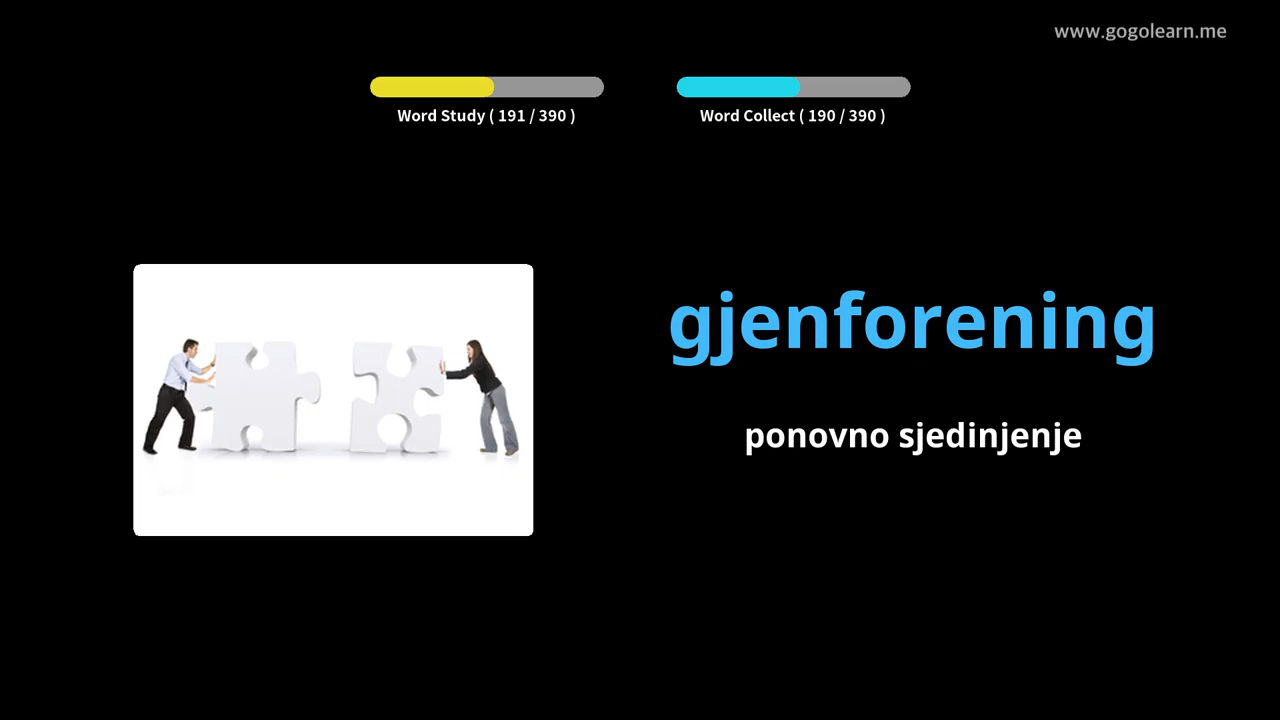 www.gogolearn.me
Word Study ( 191 / 390 )
Word Collect ( 190 / 390 )
gjenforening
ponovno sjedinjenje